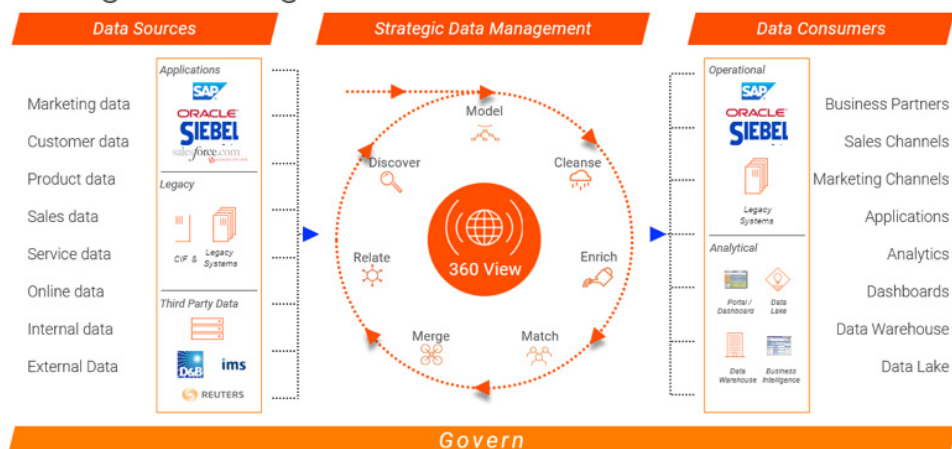 Data Sources
Strategic Data Management
Data Consumers
Marketing data
Customer data
Product data
Sales data
Service data
Online data
Internal data
External Data
Applications
SAP
ORACLE
SIEBEL
salesforce.com
Legacy
CIF &
Legacy
Systems
Third Party Data
D&B
ims
REUTERS
Model
Cleanse
Enrich
Match
Merge
Relate
Discover
360 View
Operational
SAP
ORACLE
SIEBEL
Legacy
Systems
Analytical
Portal /
Dashboard
Data
Lake
Data
Warehouse
Business
Intelligence
Business Partners
Sales Channels
Marketing Channels
Applications
Analytics
Dashboards
Data Warehouse
Data Lake
Govern